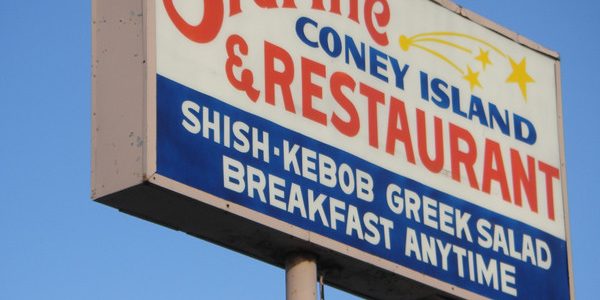 CONEY ISLAND
& RESTAURANT
SHISH-KEBOB GREEK SALAD
BREAKFAST ANYTIME